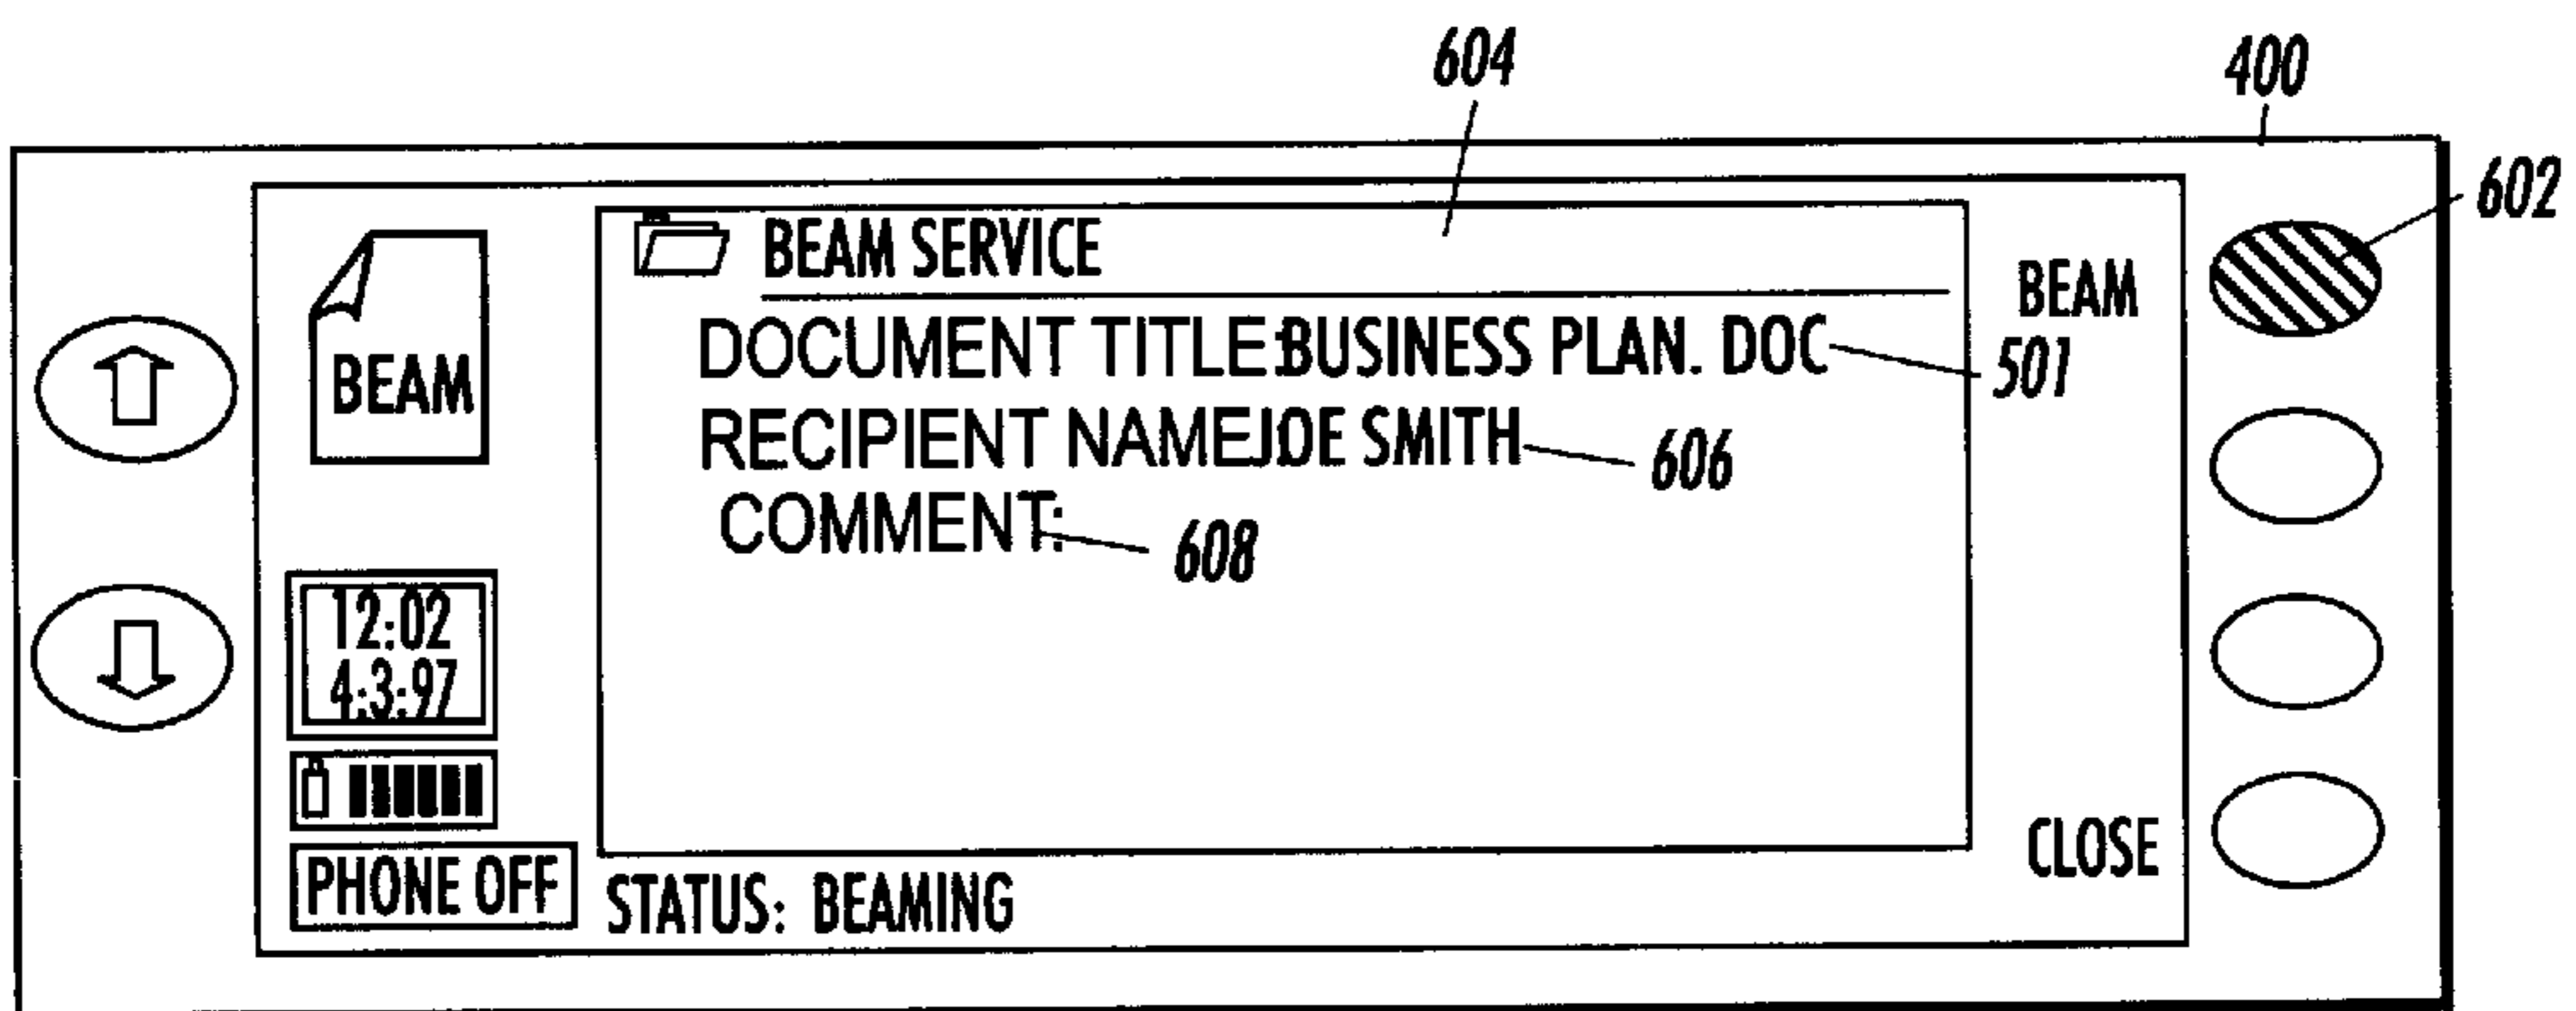 604
400
602
BEAM SERVICE
BEAM
DOCUMENT TITLE:BUSINESS PLAN. DOC
501
BEAM
RECIPIENT NAME:JOE SMITH
606
COMMENT:
608
12:02
4:3:97
PHONE OFF
STATUS: BEAMING
CLOSE